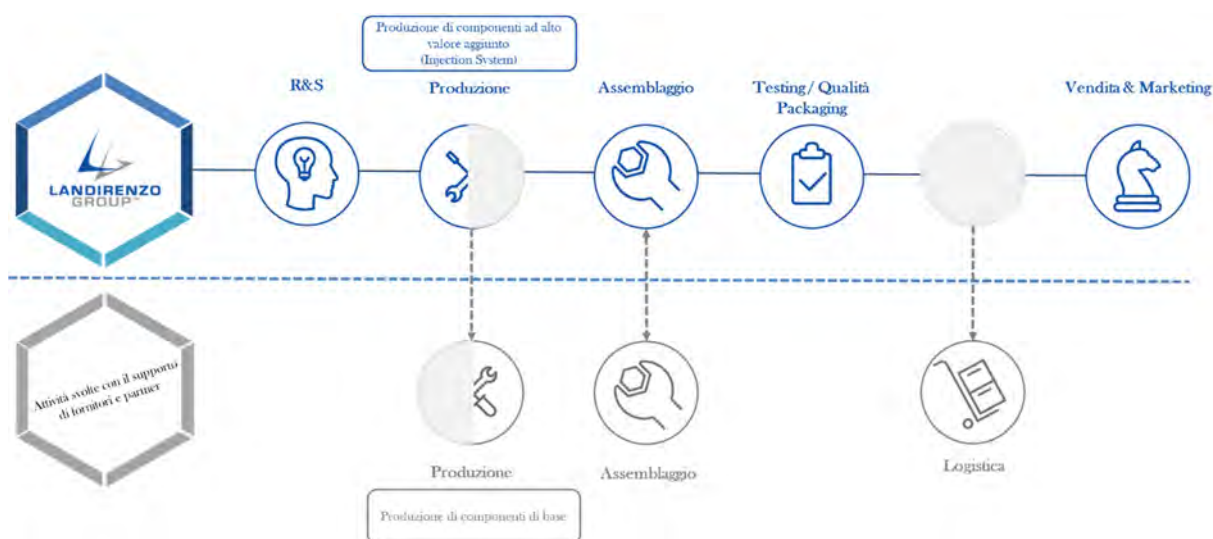 Produzione di componenti ad alto
valore aggiunto
(Injection System)
R&S
Produzione
Assemblaggio
Testing/ Qualità
Packaging
Vendita & Marketing
LANDIRENZO
GROUP™
Attività svolte con il supporto
di fornitori e partner
Produzione
Assemblaggio
Logistica
Produzione di componenti di base